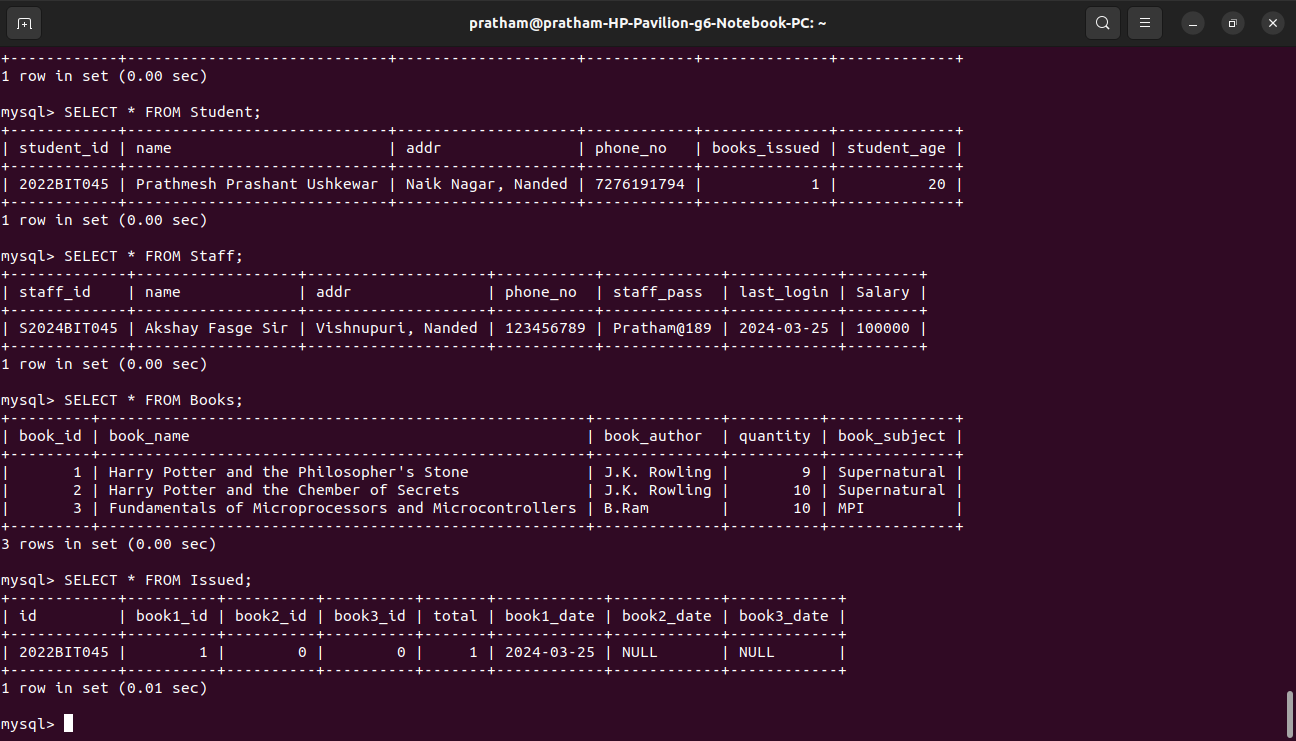 pratham@pratham-HP-Pavilion-g6-Notebook-PC: ~
+------------+-----------------------------+--------------------+------------+--------------+-------------+
1 row in set (0.00 sec)
mysql> SELECT * FROM Student;
+------------+-----------------------------+--------------------+------------+--------------+-------------+
| student_id | name                        | addr               | phone_no   | books_issued | student_age |
+------------+-----------------------------+--------------------+------------+--------------+-------------+
| 2022BIT045 | Prathmesh Prashant Ushkewar | Naik Nagar, Nanded | 7276191794 |            1 |          20 |
+------------+-----------------------------+--------------------+------------+--------------+-------------+
1 row in set (0.00 sec)
mysql> SELECT * FROM Staff;
+-------------+------------------+--------------------+-----------+-------------+------------+--------+
| staff_id    | name             | addr               | phone_no  | staff_pass  | last_login | Salary |
+-------------+------------------+--------------------+-----------+-------------+------------+--------+
| S2024BIT045 | Akshay Fasge Sir | Vishnupuri, Nanded | 123456789 | Pratham@189 | 2024-03-25 | 100000 |
+-------------+------------------+--------------------+-----------+-------------+------------+--------+
1 row in set (0.00 sec)
mysql> SELECT * FROM Books;
+---------+------------------------------------------------------+--------------+----------+--------------+
| book_id | book_name                                            | book_author  | quantity | book_subject |
+---------+------------------------------------------------------+--------------+----------+--------------+
|       1 | Harry Potter and the Philosopher's Stone             | J.K. Rowling |        9 | Supernatural |
|       2 | Harry Potter and the Chember of Secrets              | J.K. Rowling |       10 | Supernatural |
|       3 | Fundamentals of Microprocessors and Microcontrollers | B.Ram        |       10 | MPI          |
+---------+------------------------------------------------------+--------------+----------+--------------+
3 rows in set (0.00 sec)
mysql> SELECT * FROM Issued;
+------------+----------+----------+----------+-------+------------+------------+------------+
| id         | book1_id | book2_id | book3_id | total | book1_date | book2_date | book3_date |
+------------+----------+----------+----------+-------+------------+------------+------------+
| 2022BIT045 |        1 |        0 |        0 |     1 | 2024-03-25 | NULL       | NULL       |
+------------+----------+----------+----------+-------+------------+------------+------------+
1 row in set (0.01 sec)
mysql>